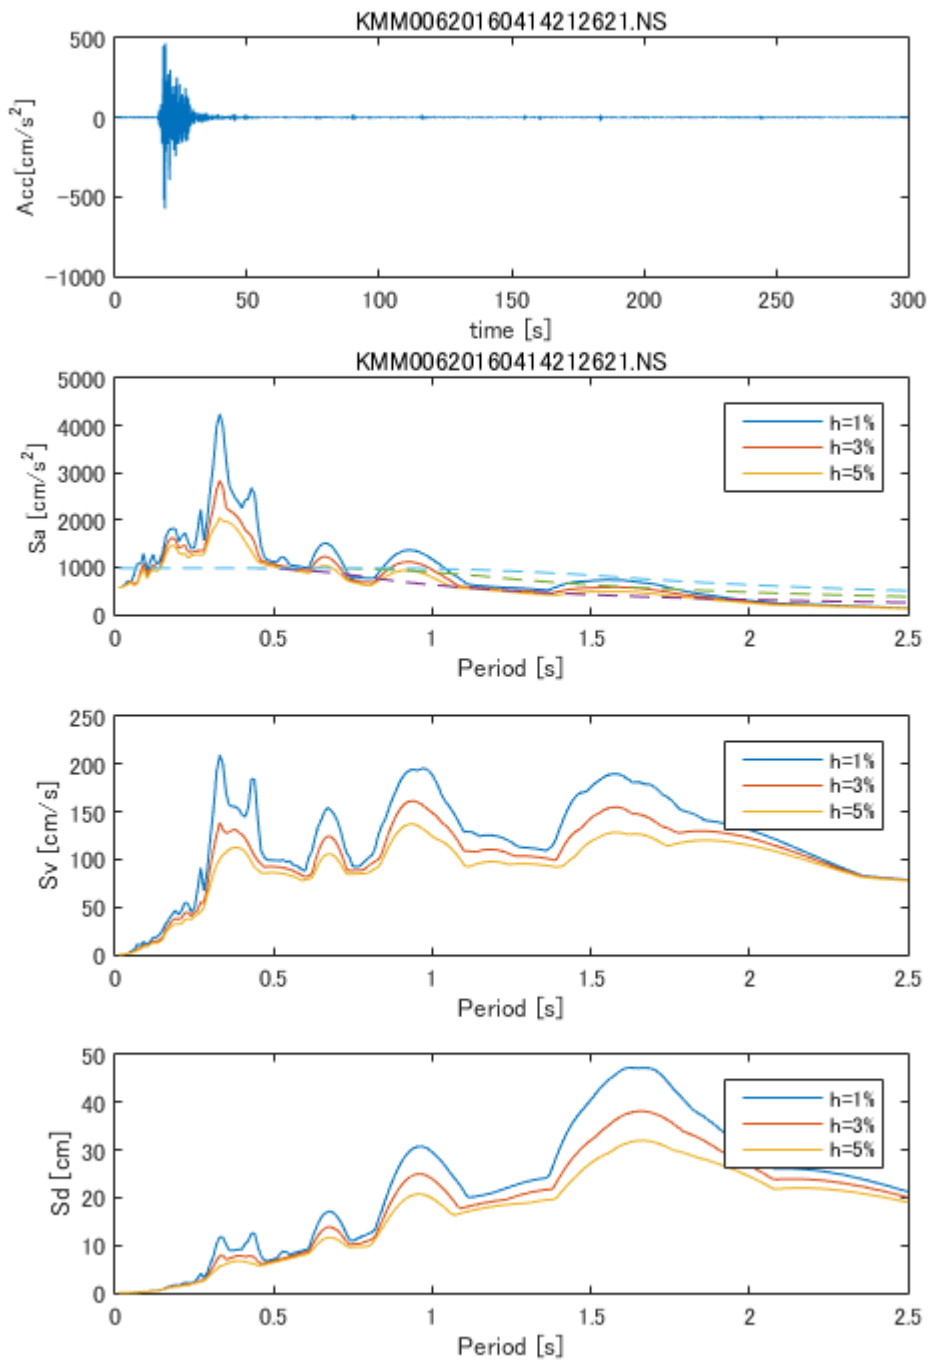 KMM00620160414212621.NS
500
0
-500
-1000
Acc[cm/s²]
0 50 100 150 200 250 300
time [s]
KMM00620160414212621.NS
5000
4000
3000
2000
1000
0
Sa [cm/s²]
h=1%
h=3%
h=5%
0 0.5 1 1.5 2 2.5
Period [s]
250
200
150
100
50
0
Sv [cm/s]
h=1%
h=3%
h=5%
0 0.5 1 1.5 2 2.5
Period [s]
50
40
30
20
10
0
Sd [cm]
h=1%
h=3%
h=5%
0 0.5 1 1.5 2 2.5
Period [s]